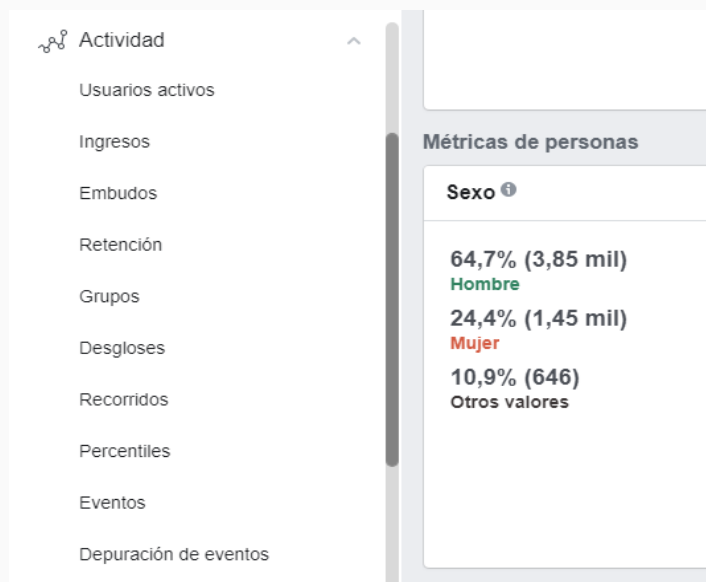 Actividad
Usuarios activos
Ingresos
Embudos
Retención
Grupos
Desgloses
Recorridos
Percentiles
Eventos
Depuración de eventos
Métricas de personas
Sexo
64,7% (3,85 mil)
Hombre
24,4% (1,45 mil)
Mujer
10,9% (646)
Otros valores